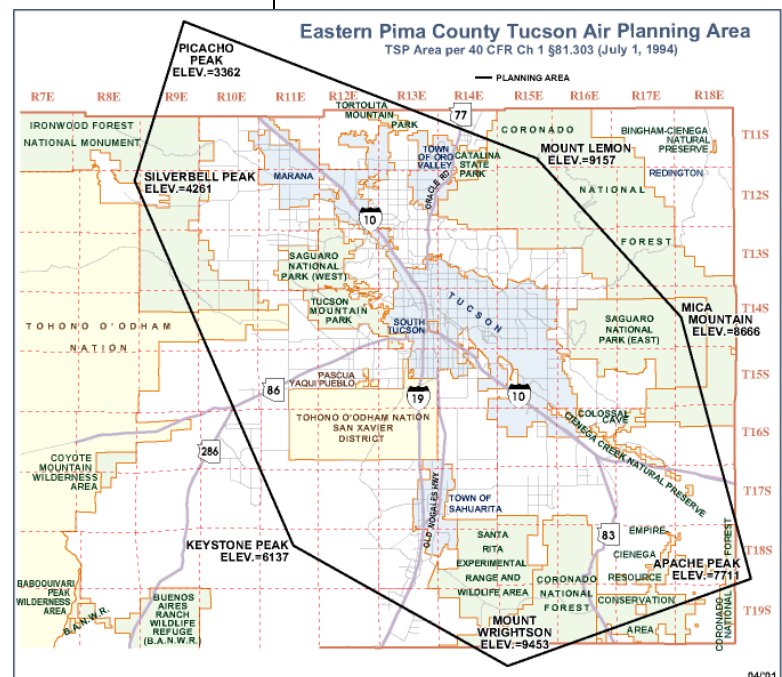 Eastern Pima County Tucson Air Planning Area
TSP Area per 40 CFR Ch 1 §81.303 (July 1, 1994)
PICACHO
PEAK
ELEV.=3362
PLANNING AREA
R7E
R8E
R9E
R10E
R11E
R12E
R13E
R14E
R15E
R16E
R17E
R18E
TORTOLITA
MOUNTAIN
PARK
77
IRONWOOD FOREST
NATIONAL MONUMENT
CORONADO
NATIONAL
FOREST
BINGHAM-CIENEGA
NATURAL
PRESERVE
REDINGTON
T11S
T12S
T13S
T14S
T15S
T16S
T17S
T18S
T19S
TOWN
OF ORO
VALLEY
CATALINA
STATE
PARK
MOUNT LEMON
ELEV.=9157
SILVERBELL PEAK
ELEV.=4261
MARANA
ORACLE RD
10
SAGUARO
NATIONAL
PARK (WEST)
TUCSON
MOUNTAIN
PARK
TUCSON
SOUTH
TUCSON
MICA
MOUNTAIN
ELEV.=8666
SAGUARO
NATIONAL
PARK (EAST)
TOHONO O'ODHAM
NATION
PASCUA
YAQUI PUEBLO
86
19
10
TOHONO O'ODHAM NATION
SAN XAVIER
DISTRICT
COLOSSAL
CAVE
CIENEGA CREEK NATURAL PRESERVE
286
COYOTE
MOUNTAIN
WILDERNESS
AREA
OLD NOGALES HWY
TOWN OF
SAHUARITA
KEYSTONE PEAK
ELEV.=6137
SANTA
RITA
EXPERIMENTAL
RANGE AND
WILDLIFE AREA
83
EMPIRE
CIENEGA
RESOURCE
CONSERVATION
AREA
APACHE PEAK
ELEV.=7711
CORONADO
NATIONAL
FOREST
CORONADO
NATIONAL FOREST
BABOQUIVARI
PEAK
WILDERNESS
AREA
B.A.N.W.R.
BUENOS
AIRES
RANCH
WILDLIFE
REFUGE
(B.A.N.W.R.)
MOUNT
WRIGHTSON
ELEV.=9453
04/'01